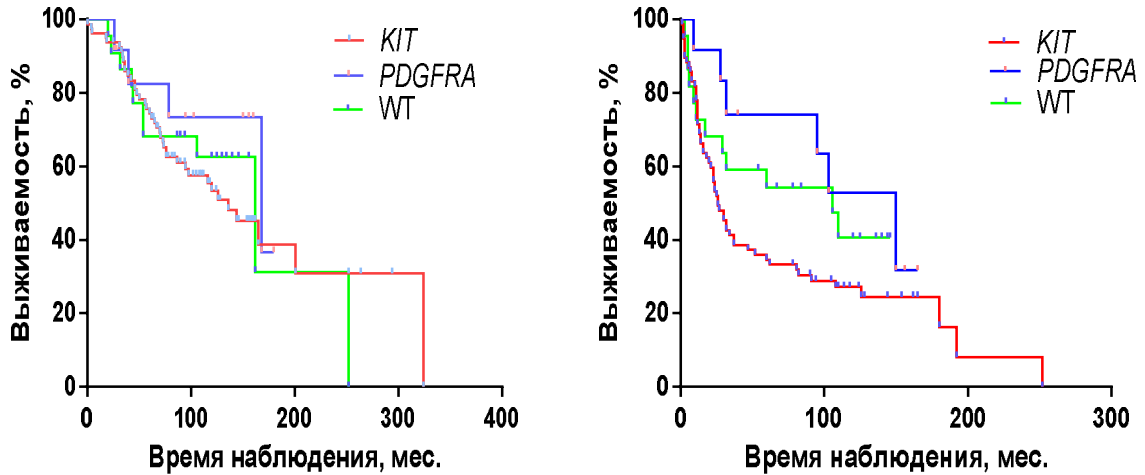 100
80
60
40
20
0
Выживаемость, %
KIT
PDGFRA
WT
0 100 200 300 400
Время наблюдения, мес.
100
80
60
40
20
0
Выживаемость, %
KIT
PDGFRA
WT
0 100 200 300
Время наблюдения, мес.